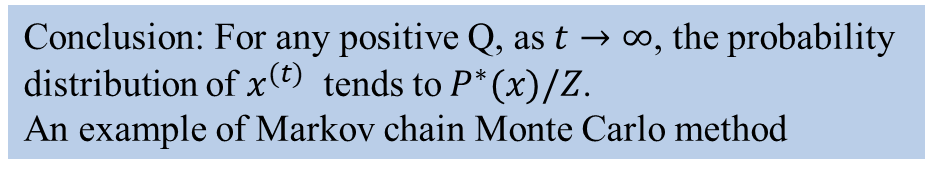 Conclusion: For any positive Q, as t → ∞, the probability
distribution of x^(t) tends to P*(x)/Z.
An example of Markov chain Monte Carlo method